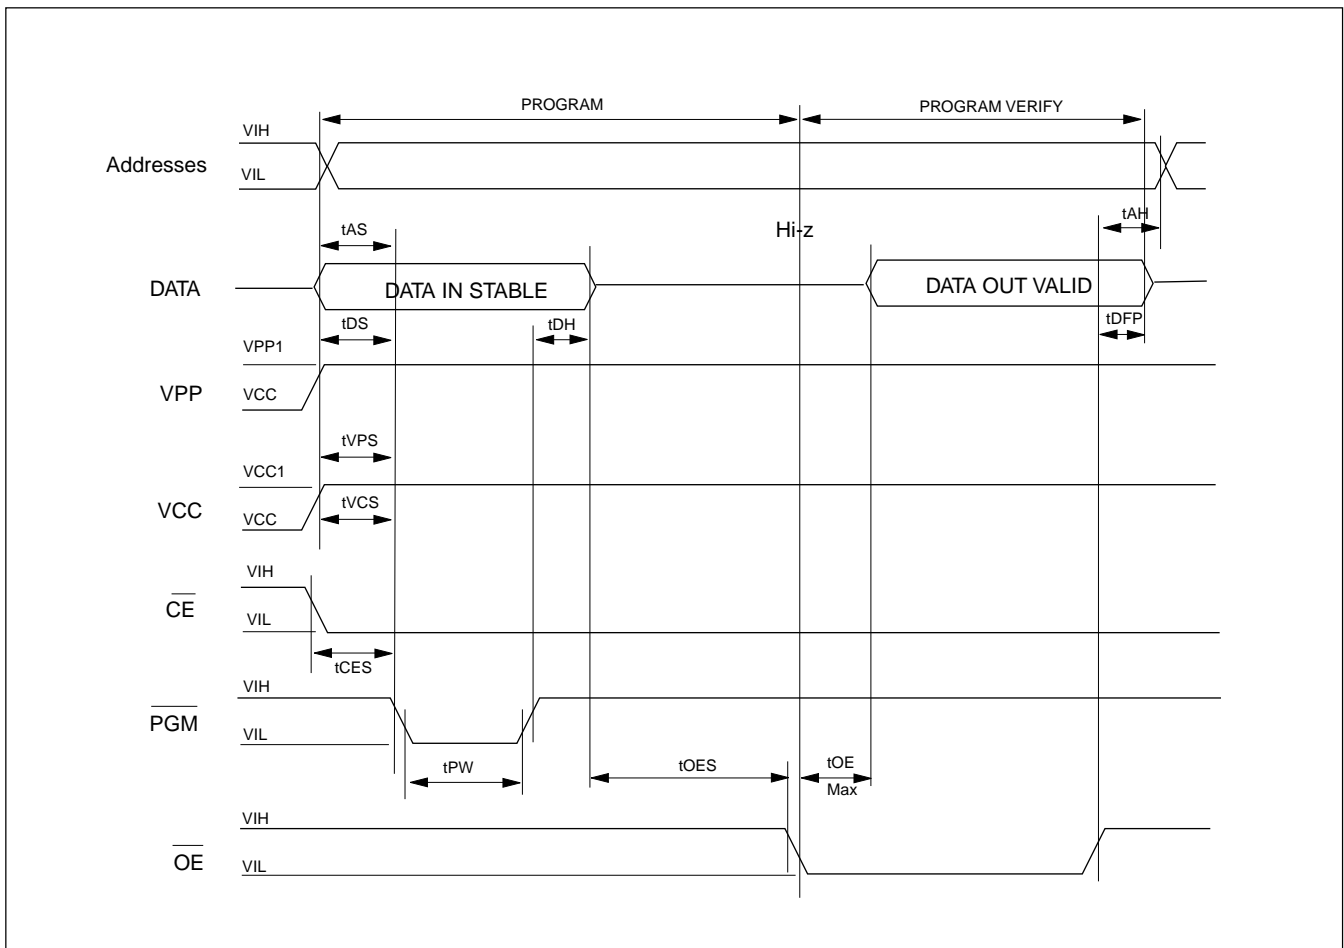 PROGRAM
PROGRAM VERIFY
VIH
Addresses
VIL
tAS
Hi-z
tAH
DATA
DATA IN STABLE
DATA OUT VALID
tDS
tDH
tDFP
VPP1
VPP
VCC
tVPS
VCC1
VCC
tVCS
VCC
VIH
CE
VIL
tCES
VIH
PGM
VIL
tPW
tOES
tOE
Max
VIH
OE
VIL